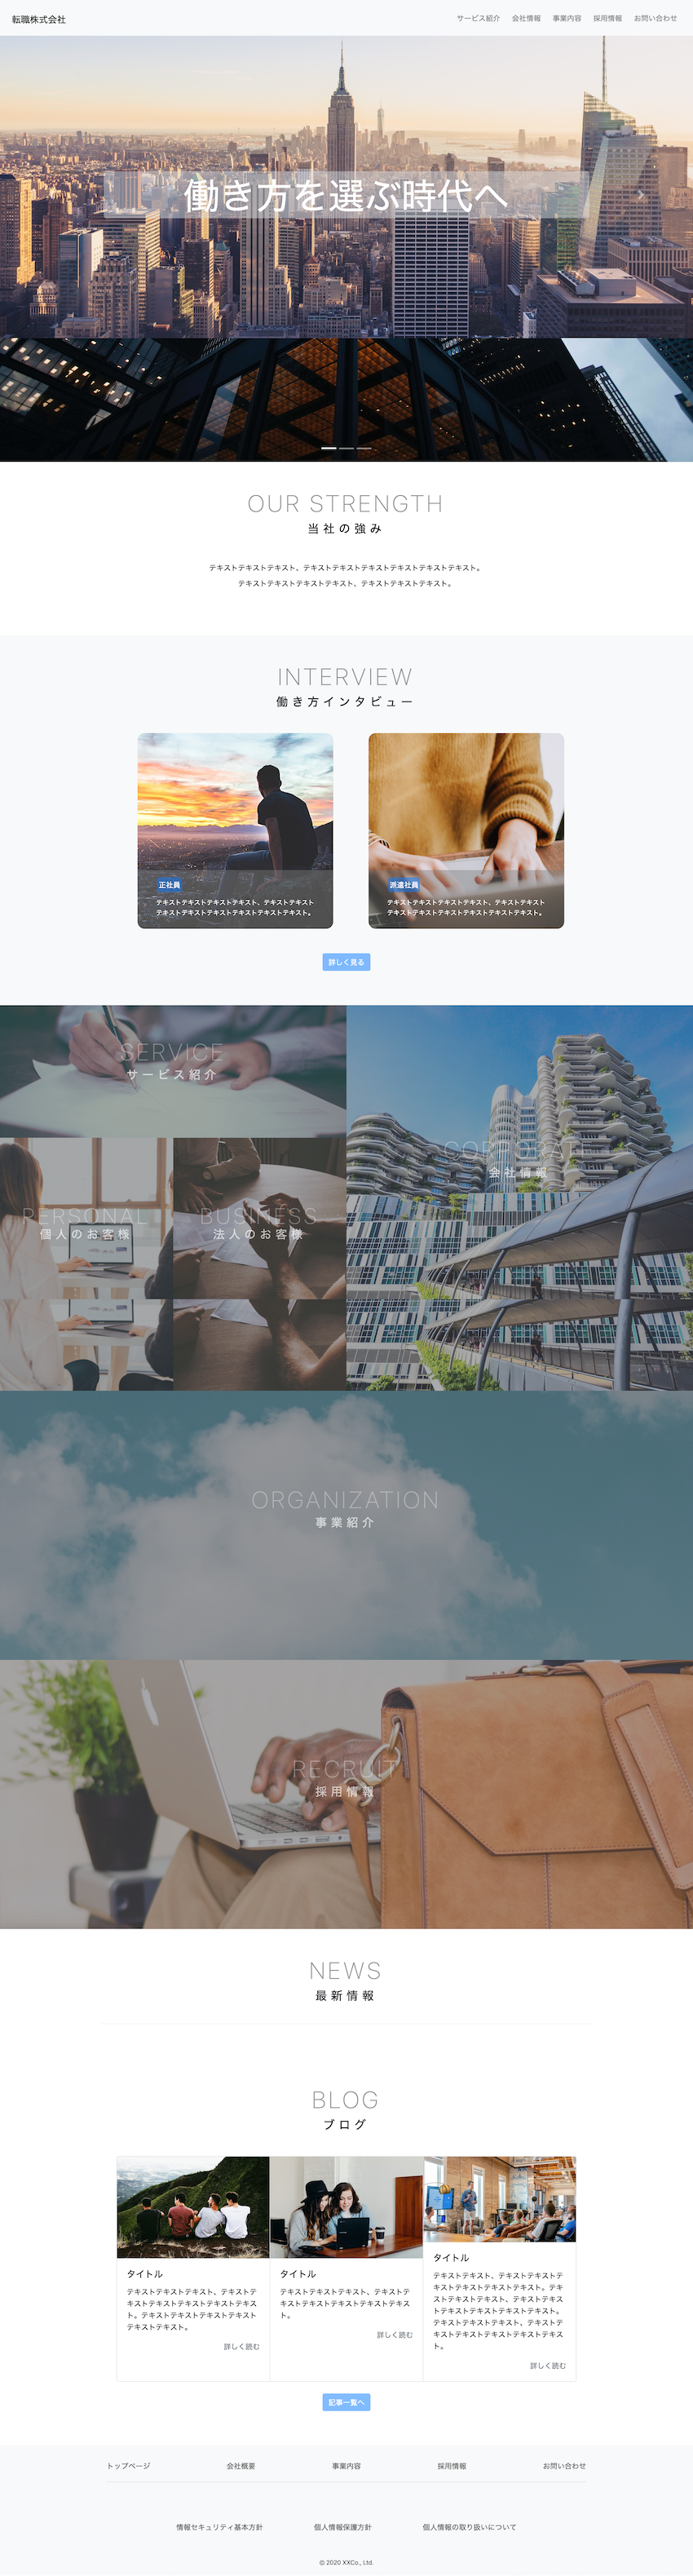 転職株式会社
サービス紹介 会社情報 事業内容 採用情報 お問い合わせ
働き方を選ぶ時代へ
OUR STRENGTH
当社の強み
テキストテキストテキスト、テキストテキストテキストテキストテキストテキスト。
テキストテキストテキストテキスト、テキストテキストテキスト。
INTERVIEW
働き方インタビュー
正社員
テキストテキストテキストテキスト、テキストテキスト
テキストテキストテキストテキストテキストテキスト。
派遣社員
テキストテキストテキストテキスト、テキストテキスト
テキストテキストテキストテキストテキストテキスト。
詳しく見る
SERVICE
サービス紹介
CORPORATE
会社情報
PERSONAL
個人のお客様
BUSINESS
法人のお客様
ORGANIZATION
事業紹介
RECRUIT
採用情報
NEWS
最新情報
BLOG
ブログ
タイトル
テキストテキストテキスト、テキストテ
キストテキストテキストテキストテキス
ト。テキストテキストテキストテキスト
テキストテキスト。
詳しく読む
タイトル
テキストテキストテキスト、テキストテ
キストテキストテキストテキストテキス
ト。
詳しく読む
タイトル
テキストテキスト、テキストテキストテ
キストテキストテキストテキスト。テキ
ストテキストテキスト、テキストテキス
トテキストテキストテキストテキスト。
テキストテキストテキスト、テキストテ
キストテキストテキストテキストテキス
ト。
詳しく読む
記事一覧へ
トップページ 会社概要 事業内容 採用情報 お問い合わせ
情報セキュリティ基本方針 個人情報保護方針 個人情報の取り扱いについて
© 2020 XXCo., Ltd.